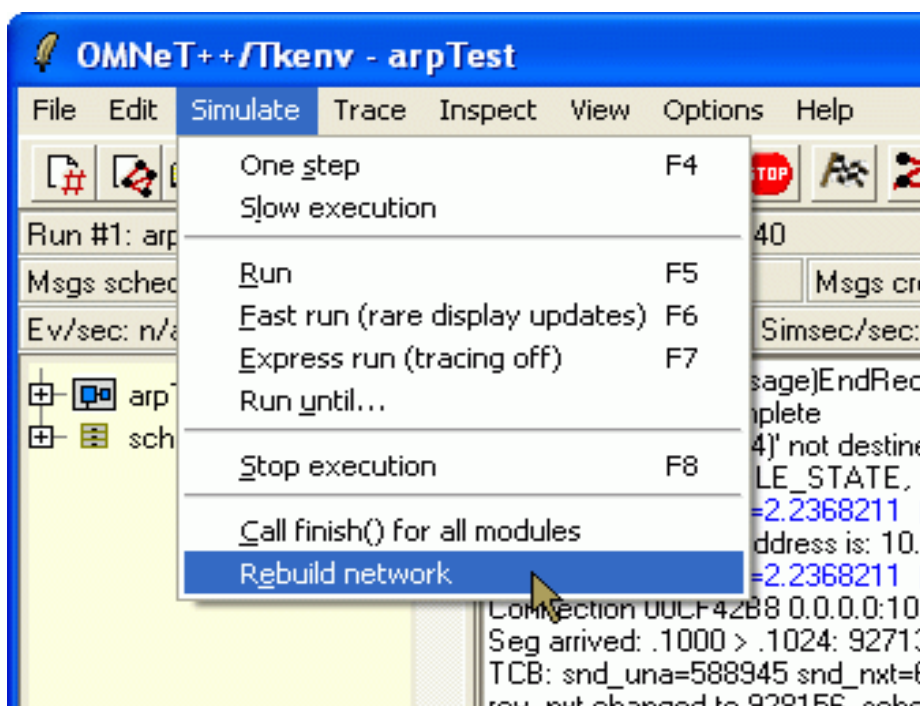 OMNeT++/Tkenv - arpTest
File Edit Simulate Trace Inspect View Options Help
One step F4
Slow execution
STOP
Run #1: arp 40
Run F5
Msgs sched Msgs cre
Fast run (rare display updates) F6
Ev/sec: n/a Simsec/sec:
Express run (tracing off) F7
Run until...
arpT sage)EndRec
plete
sch 4)' not destine
Stop execution F8
LE_STATE,
=2.2368211
Call finish() for all modules
ddress is: 10.
Rebuild network =2.2368211
Connection 00CF42B8 0.0.0.0:10
Seg arrived: .1000 > .1024: 92713
TCB: snd_una=588945 snd_nxt=6